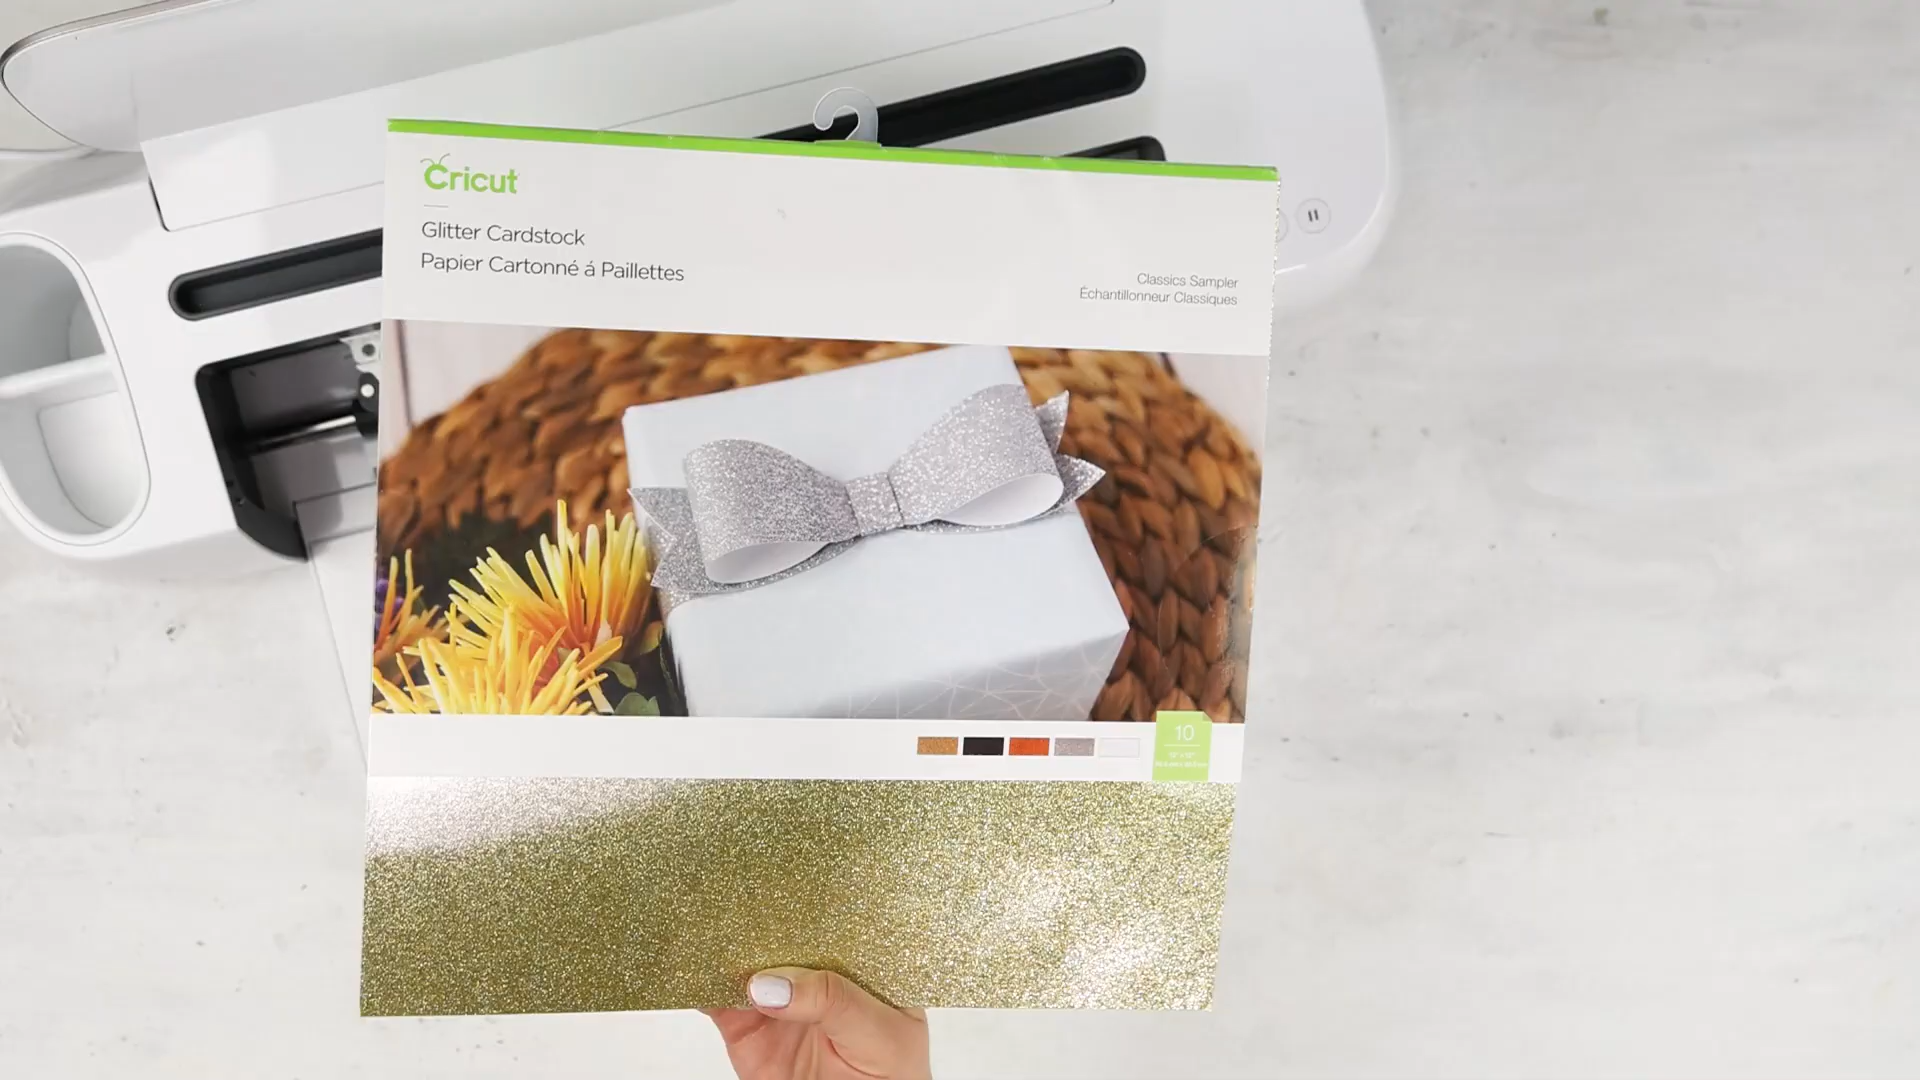 Cricut
Glitter Cardstock
Papier Cartonné á Paillettes
Classics Sampler
Échantillonneur Classiques
10